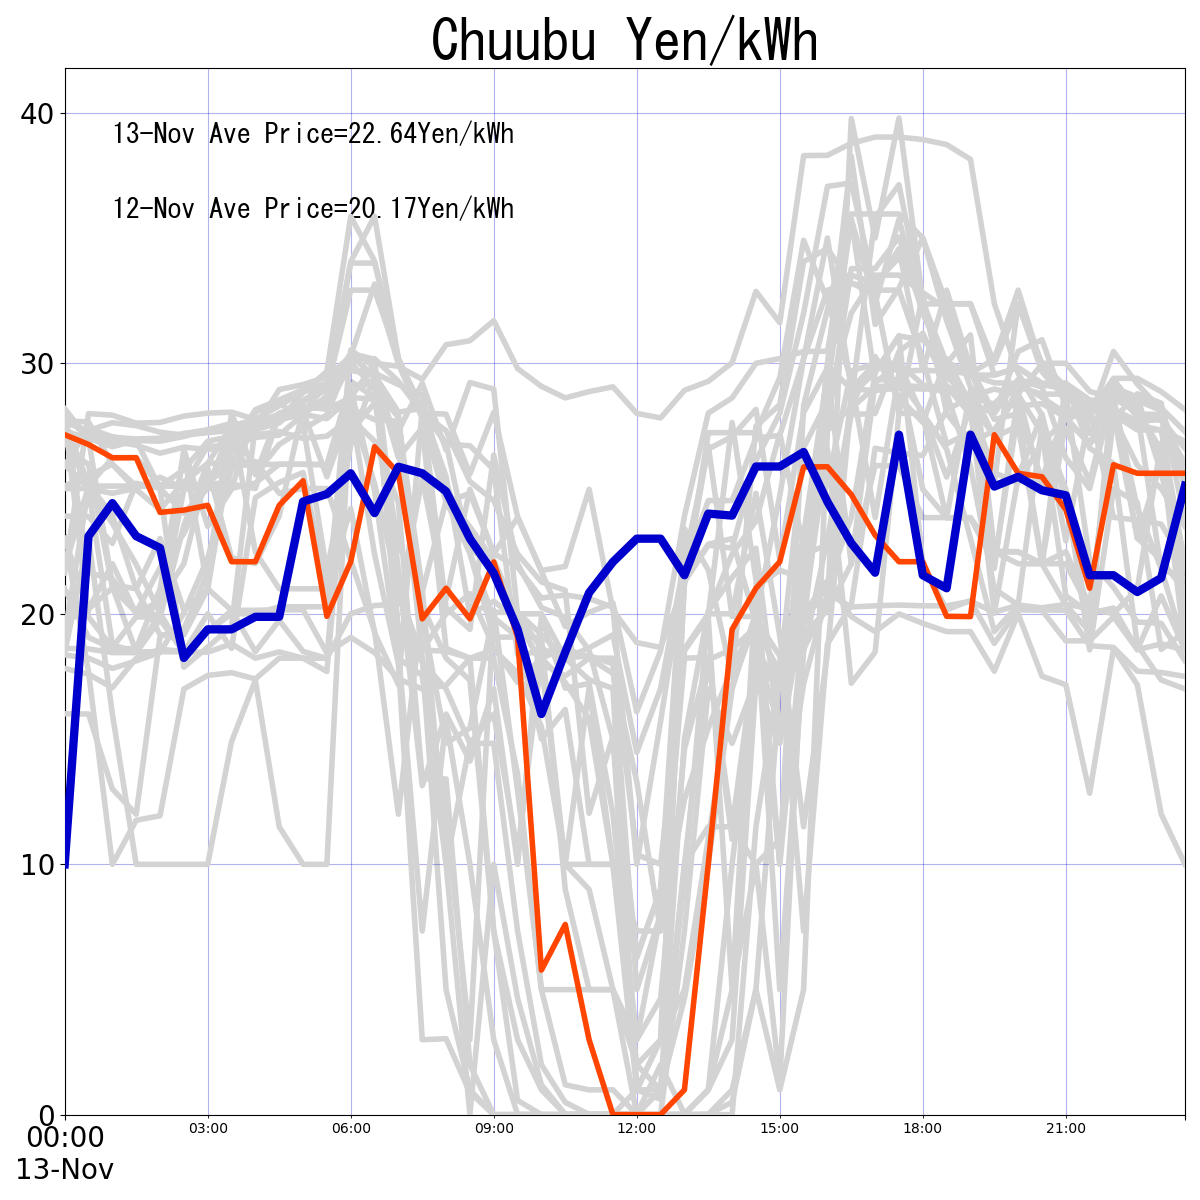 Chuubu Yen/kWh
40
13-Nov Ave Price=22.64Yen/kWh
12-Nov Ave Price=20.17Yen/kWh
30
20
10
0
00:00 03:00 06:00 09:00 12:00 15:00 18:00 21:00
13-Nov